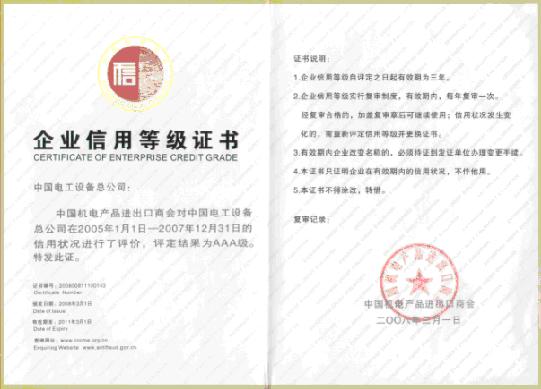 信
企业信用等级证书
CERTIFICATE OF ENTERPRISE CREDIT GRADE
中国电工设备总公司：
中国机电产品进出口商会对中国电工设备
总公司在2005年1月1日—2007年12月31日的
信用状况进行了评价，评定结果为AAA级。
特发此证。
证书编号：
Certificate Number
颁证日期：2008年3月1日
Date of Issue
有效期至：2011年3月1日
Date of Expiry
查询网址：
Enquiring Website
证书说明：
1.企业信用等级自评定之日起有效期为三年。
2.企业信用等级实行复审制度，有效期内，每年复审一次。
经复审合格的，加盖复审章后可继续使用；信用状况发生变
化的，需重新评定信用等级并更换证书。
3.有效期内企业改变名称的，必须持证到发证单位办理变更手续。
4.本证书只证明企业在有效期内的信用状况，不作他用。
5.本证书不得涂改，转借。
复审记录：
中国机电产品进出口商会
中国机电产品进出口商会
二〇〇八年三月一日